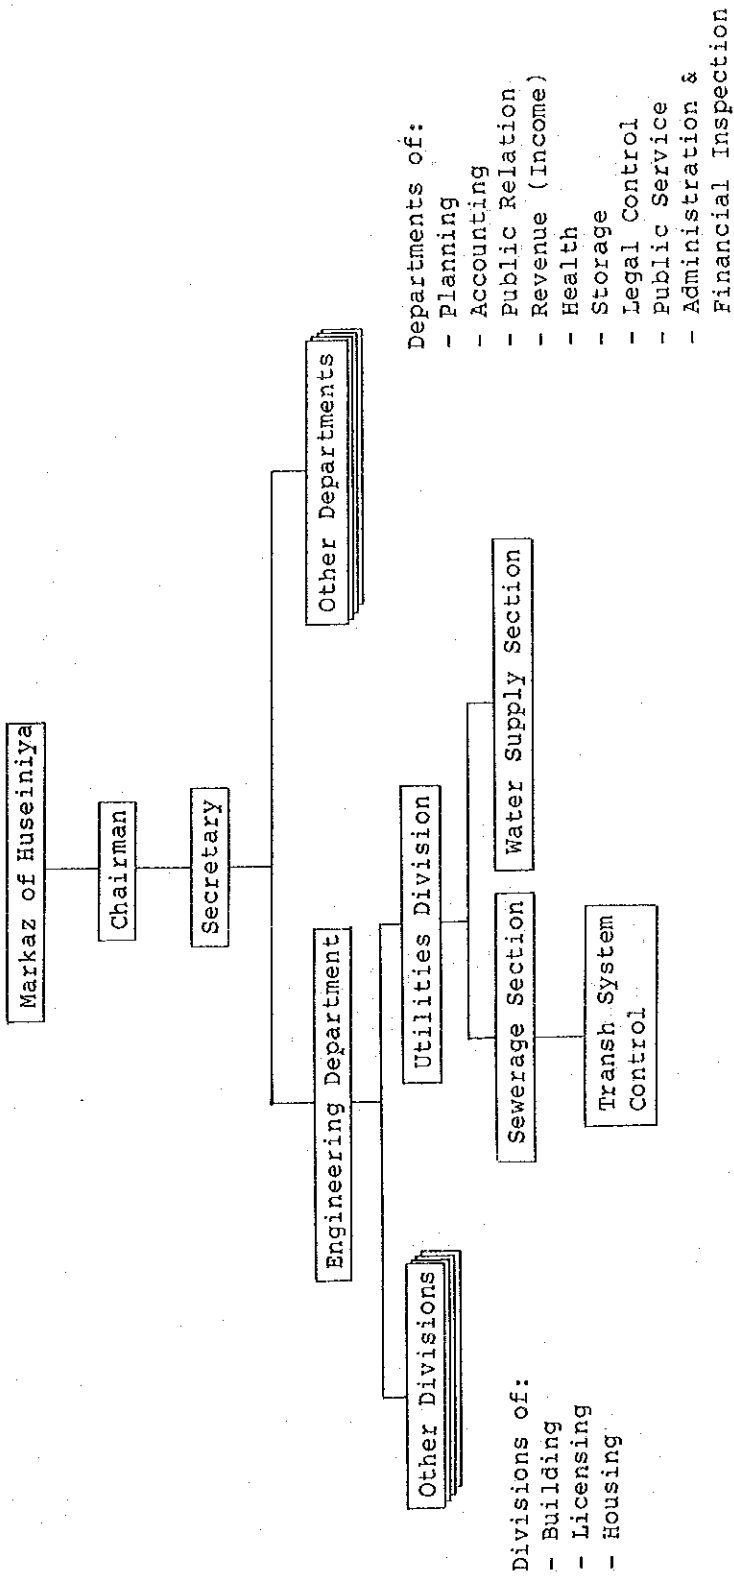 Markaz of Huseiniya
Chairman
Secretary
Engineering Department
Other Departments
Other Divisions
Utilities Division
Departments of:
- Planning
- Accounting
- Public Relation
- Revenue (Income)
- Health
- Storage
- Legal Control
- Public Service
- Administration &
Financial Inspection
Divisions of:
- Building
- Licensing
- Housing
Sewerage Section
Water Supply Section
Transh System
Control